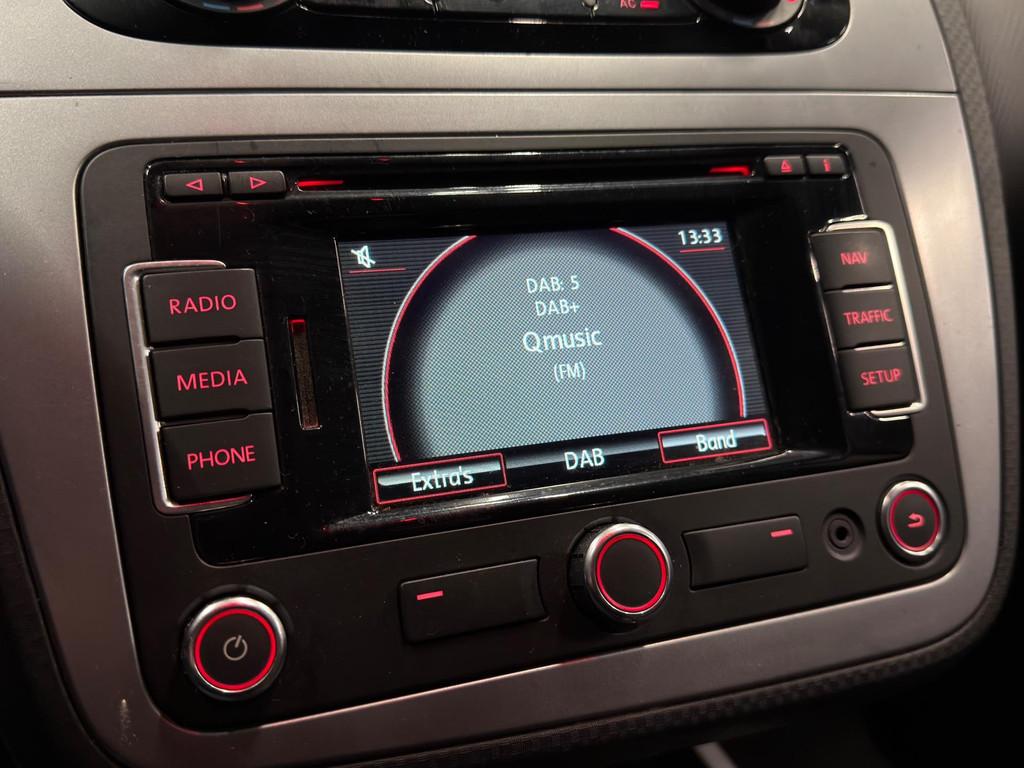 AC
RADIO
MEDIA
PHONE
13:33
DAB: 5
DAB+
Qmusic
(FM)
Extra's
DAB
Band
NAV
TRAFFIC
SETUP